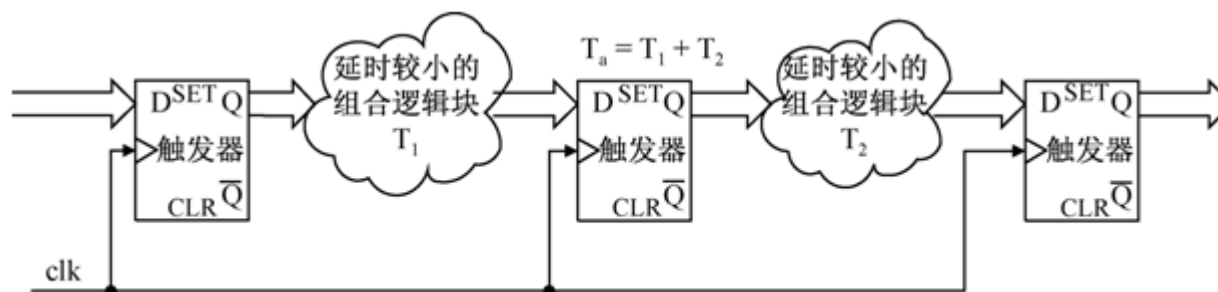 T₁
延时较小的
组合逻辑块
Tₐ = T₁ + T₂
延时较小的
组合逻辑块
T₂
D SET Q
触发器
CLR Q̅
D SET Q
触发器
CLR Q̅
D SET Q
触发器
CLR Q̅
clk